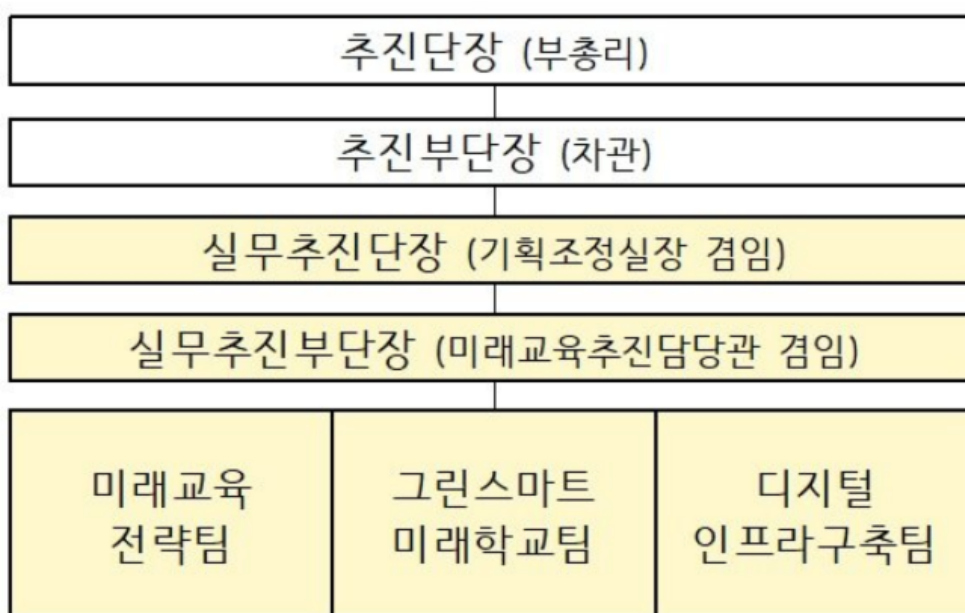 추진단장 (부총리)
추진부단장 (차관)
실무추진단장 (기획조정실장 겸임)
실무추진부단장 (미래교육추진담당관 겸임)
미래교육
전략팀
그린스마트
미래학교팀
디지털
인프라구축팀